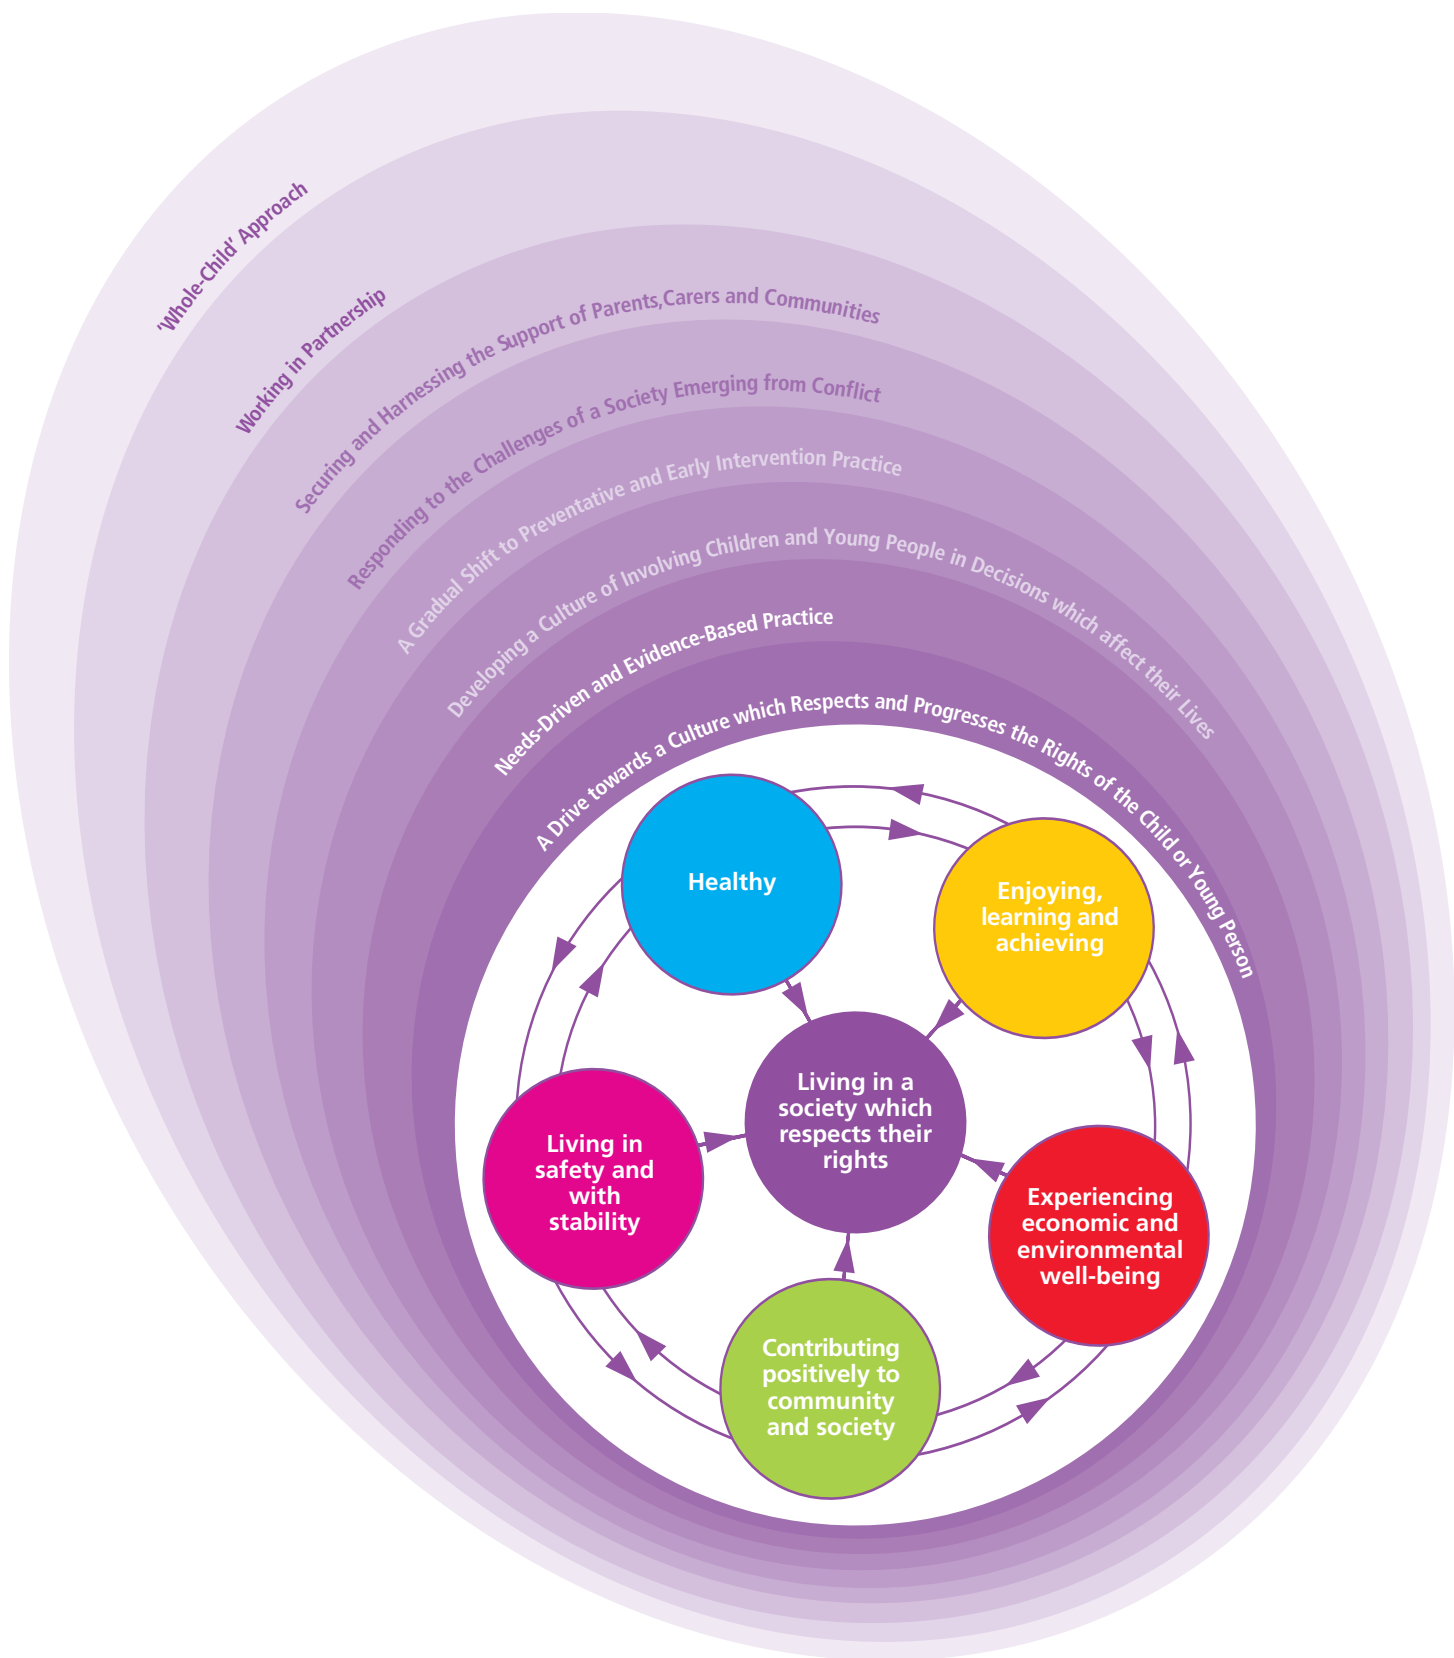 'Whole-Child' Approach
Working in Partnership
Securing and Harnessing the Support of Parents,Carers and Communities
Responding to the Challenges of a Society Emerging from Conflict
A Gradual Shift to Preventative and Early Intervention Practice
Developing a Culture of Involving Children and Young People in Decisions which affect their Lives
Needs-Driven and Evidence-Based Practice
A Drive towards a Culture which Respects and Progresses the Rights of the Child or Young Person
Healthy
Enjoying,
learning and
achieving
Living in a
society which
respects their
rights
Living in
safety and
with
stability
Experiencing
economic and
environmental
well-being
Contributing
positively to
community
and society